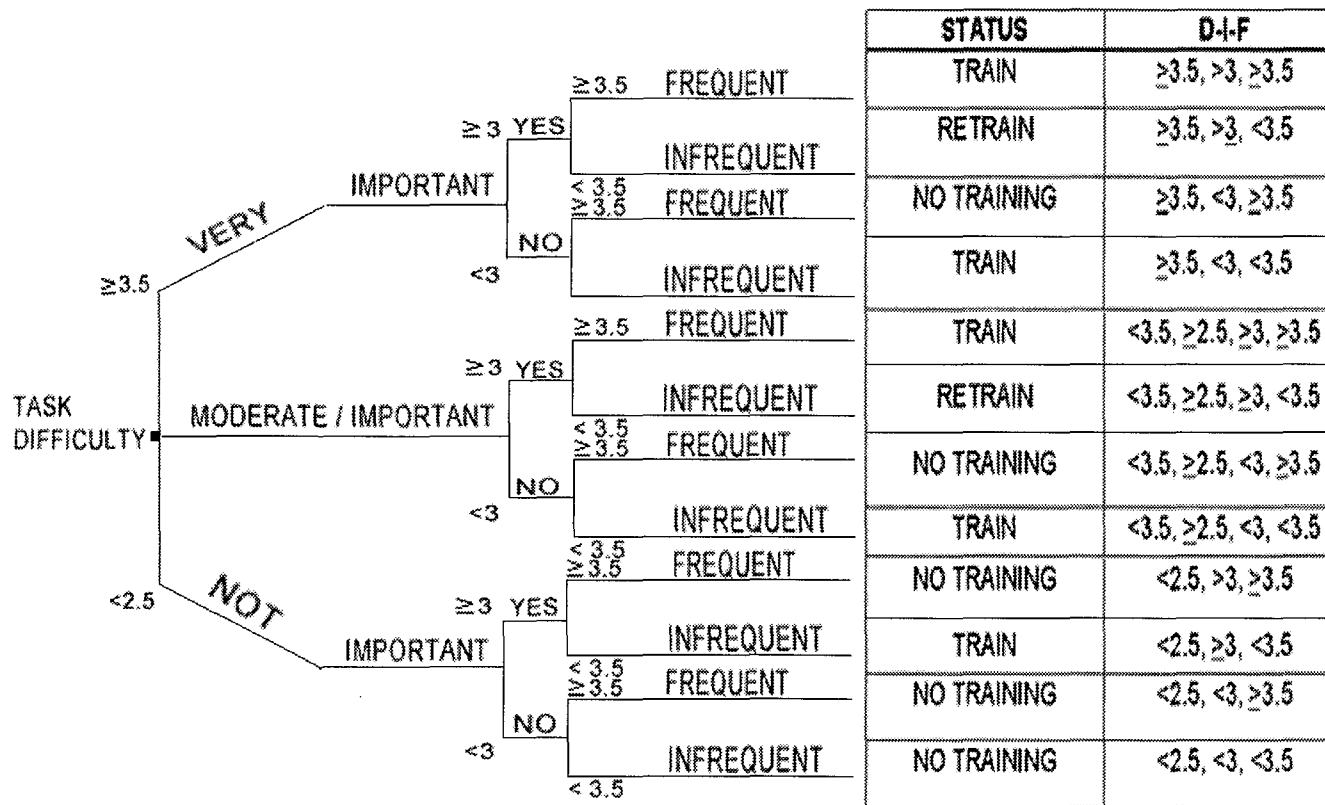 STATUS D-I-F
≥3.5 FREQUENT TRAIN ≥3.5, >3, ≥3.5
≥3 YES
INFREQUENT RETRAIN ≥3.5, >3, <3.5
IMPORTANT
< 3.5
≥3.5 FREQUENT NO TRAINING ≥3.5, <3, ≥3.5
VERY
NO
<3
INFREQUENT TRAIN ≥3.5, <3, <3.5
≥3.5
≥3.5 FREQUENT TRAIN <3.5, ≥2.5, ≥3, ≥3.5
≥3 YES
INFREQUENT RETRAIN <3.5, ≥2.5, ≥3, <3.5
TASK
DIFFICULTY
MODERATE / IMPORTANT
< 3.5
≥3.5 FREQUENT NO TRAINING <3.5, ≥2.5, <3, ≥3.5
NO
<3
INFREQUENT TRAIN <3.5, ≥2.5, <3, <3.5
< 3.5
≥3.5 FREQUENT NO TRAINING <2.5, >3, ≥3.5
<2.5
NOT
≥3 YES
INFREQUENT TRAIN <2.5, ≥3, <3.5
IMPORTANT
< 3.5
≥3.5 FREQUENT NO TRAINING <2.5, <3, ≥3.5
NO
<3
INFREQUENT NO TRAINING <2.5, <3, <3.5
< 3.5